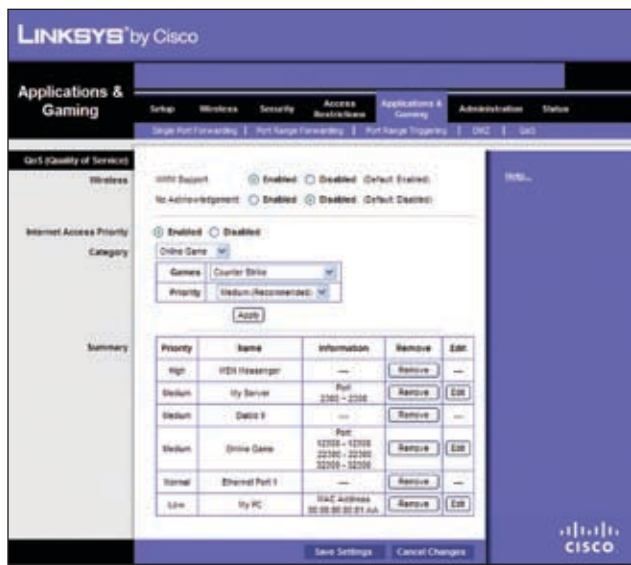 LINKSYS® by Cisco
Applications & Gaming
Setup Wireless Security Access Restrictions Applications & Gaming Administration Status
Single Port Forwarding | Port Range Forwarding | Port Range Triggering | DMZ | QoS
QoS (Quality of Service)
Wireless
WMM Support Enabled Disabled (Default: Enabled)
No Acknowledgement Enabled Disabled (Default: Disabled)
Internet Access Priority Enabled Disabled
Category Online Game
Games Counter Strike
Priority Medium (Recommended)
Apply
Summary
Priority Name Information Remove Edit
High MSN Messenger --- Remove ---
Medium My Server Port Remove Edit
Medium --- Remove ---
Medium Online Game Port Remove Edit
Normal Ethernet Port 1 --- Remove ---
Low My PC MAC Address Remove Edit
Save Settings Cancel Changes
Help...
CISCO